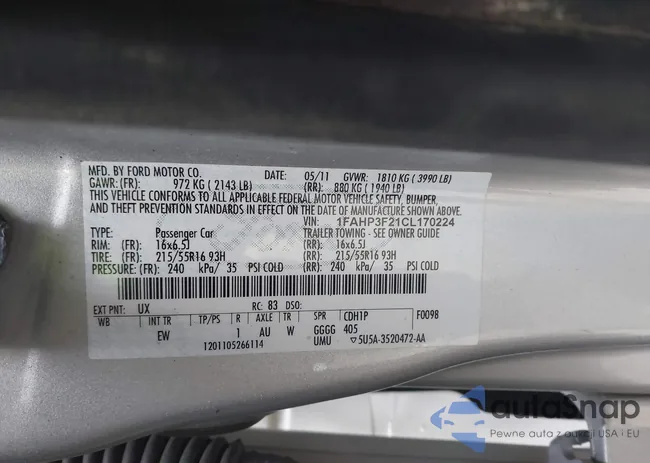 MFD. BY FORD MOTOR CO. DATE: 05/11 GVWR: 1810 KG (3990 LB)
GAWR: (FR): 972 KG (2143 LB) (RR): 880 KG (1940 LB)
THIS VEHICLE CONFORMS TO ALL APPLICABLE FEDERAL MOTOR VEHICLE SAFETY, BUMPER,
AND THEFT PREVENTION STANDARDS IN EFFECT ON THE DATE OF MANUFACTURE SHOWN ABOVE.
VIN: 1FAHP3F21CL170224
TYPE: Passenger Car TRAILER TOWING - SEE OWNER GUIDE
RIM: (FR): 16x6.5J (RR): 16x6.5J
TIRE: (FR): 215/55R16 93H (RR): 215/55R16 93H
PRESSURE: (FR): 240 kPa/ 35 PSI COLD (RR): 240 kPa/ 35 PSI COLD
EXT PNT: UX RC: 83 DSO: F0098
WB INT TR TP/PS R AXLE TR SPR CDH1P
EW 1 AU W GGGG 405
1201105266114 UMU ▽5U5A-3520472-AA
autaSnap
Pewne auta z aukcji USA i EU